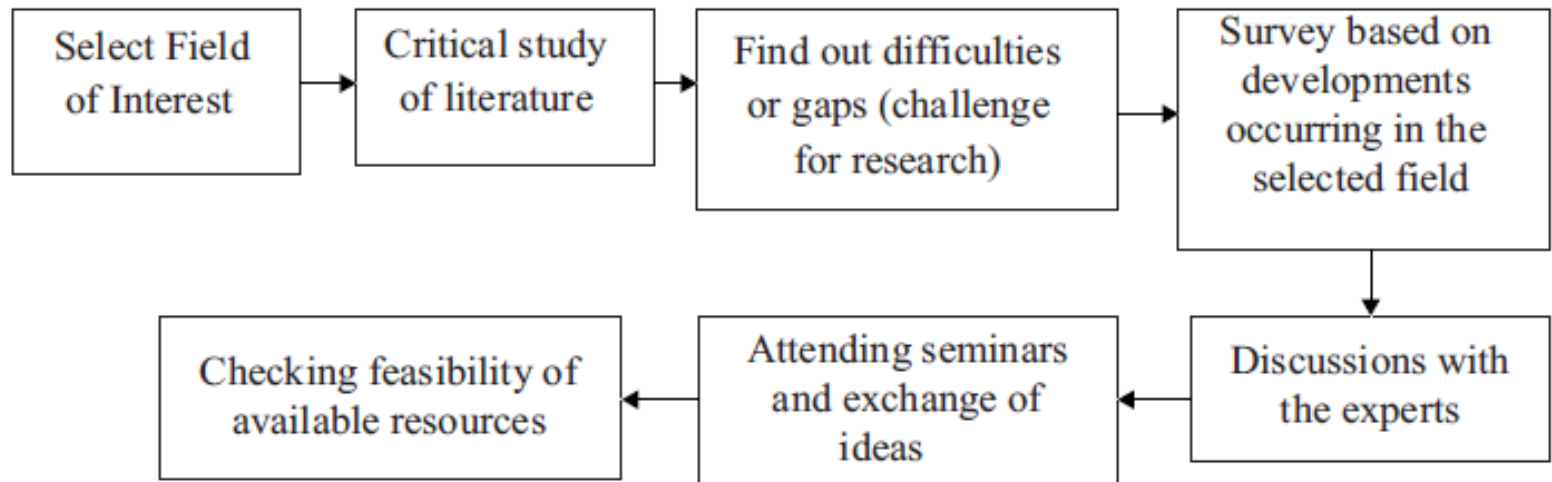 Select Field
of Interest
Critical study
of literature
Find out difficulties
or gaps (challenge
for research)
Survey based on
developments
occurring in the
selected field
Discussions with
the experts
Attending seminars
and exchange of
ideas
Checking feasibility of
available resources